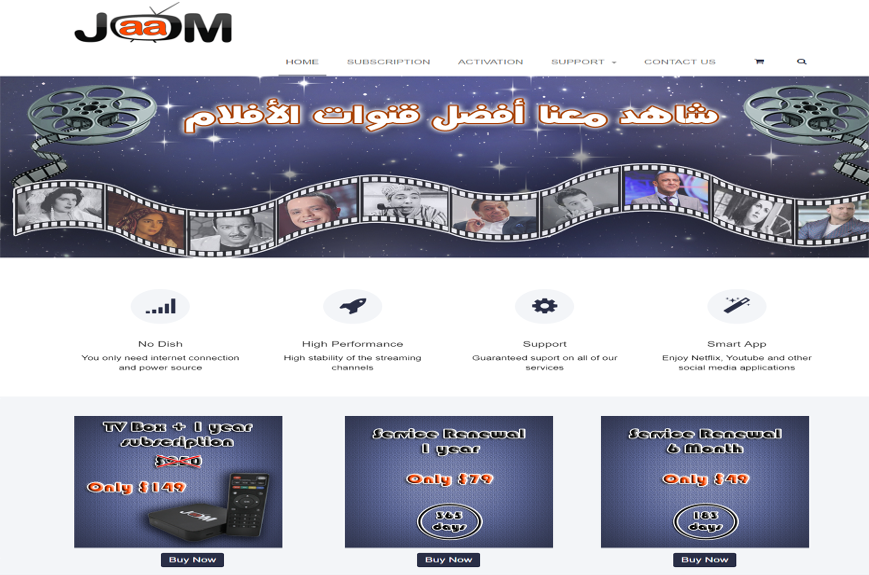 JaaM
HOME SUBSCRIPTION ACTIVATION SUPPORT CONTACT US
شاهد معنا أفضل قنوات الأفلام
No Dish
You only need internet connection
and power source
High Performance
High stability of the streaming
channels
Support
Guaranteed suport on all of our
services
Smart App
Enjoy Netflix, Youtube and other
social media applications
TV Box + 1 year
subscription
$250
Only $149
JOOM
Buy Now
Service Renewal
1 year
Only $79
365
days
Buy Now
Service Renewal
6 Month
Only $49
183
days
Buy Now